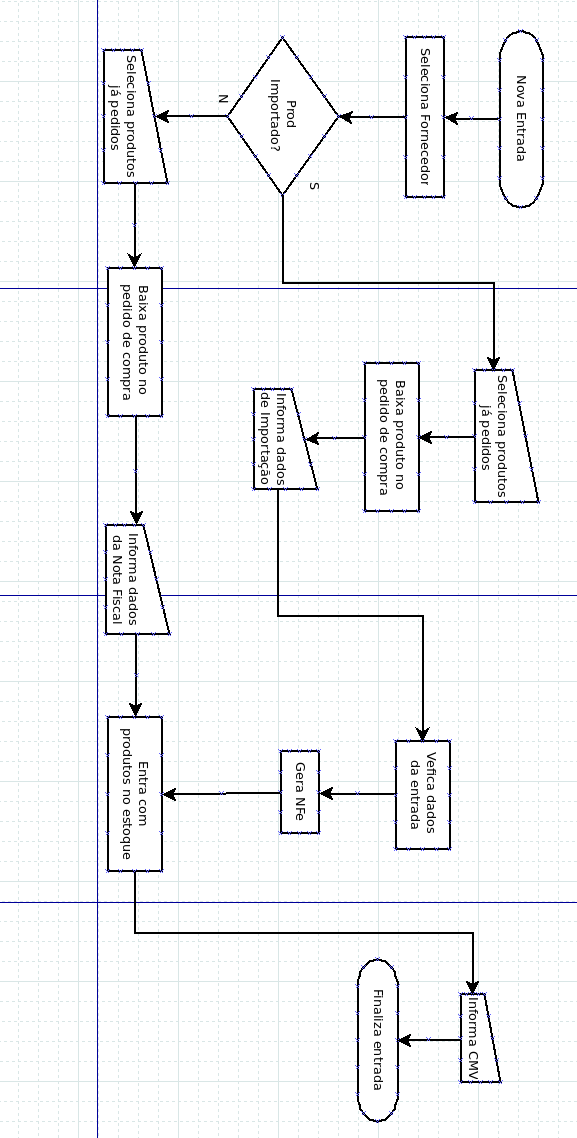 Nova Entrada
Seleciona Fornecedor
Prod
Importado?
S
N
Seleciona produtos
já pedidos
Baixa produto no
pedido de compra
Informa dados
da Nota Fiscal
Seleciona produtos
já pedidos
Baixa produto no
pedido de compra
Informa dados
de Importação
Vefica dados
da entrada
Gera NFe
Entra com
produtos no estoque
Informa CMV
Finaliza entrada